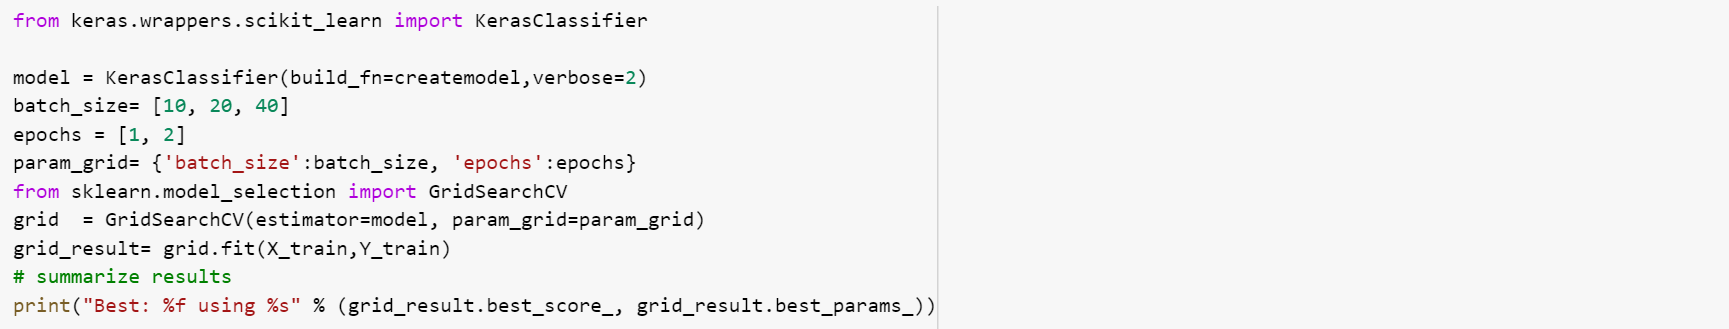 from keras.wrappers.scikit_learn import KerasClassifier
model = KerasClassifier(build_fn=createmodel,verbose=2)
batch_size= [10, 20, 40]
epochs = [1, 2]
param_grid= {'batch_size':batch_size, 'epochs':epochs}
from sklearn.model_selection import GridSearchCV
grid  = GridSearchCV(estimator=model, param_grid=param_grid)
grid_result= grid.fit(X_train,Y_train)
# summarize results
print("Best: %f using %s" % (grid_result.best_score_, grid_result.best_params_))